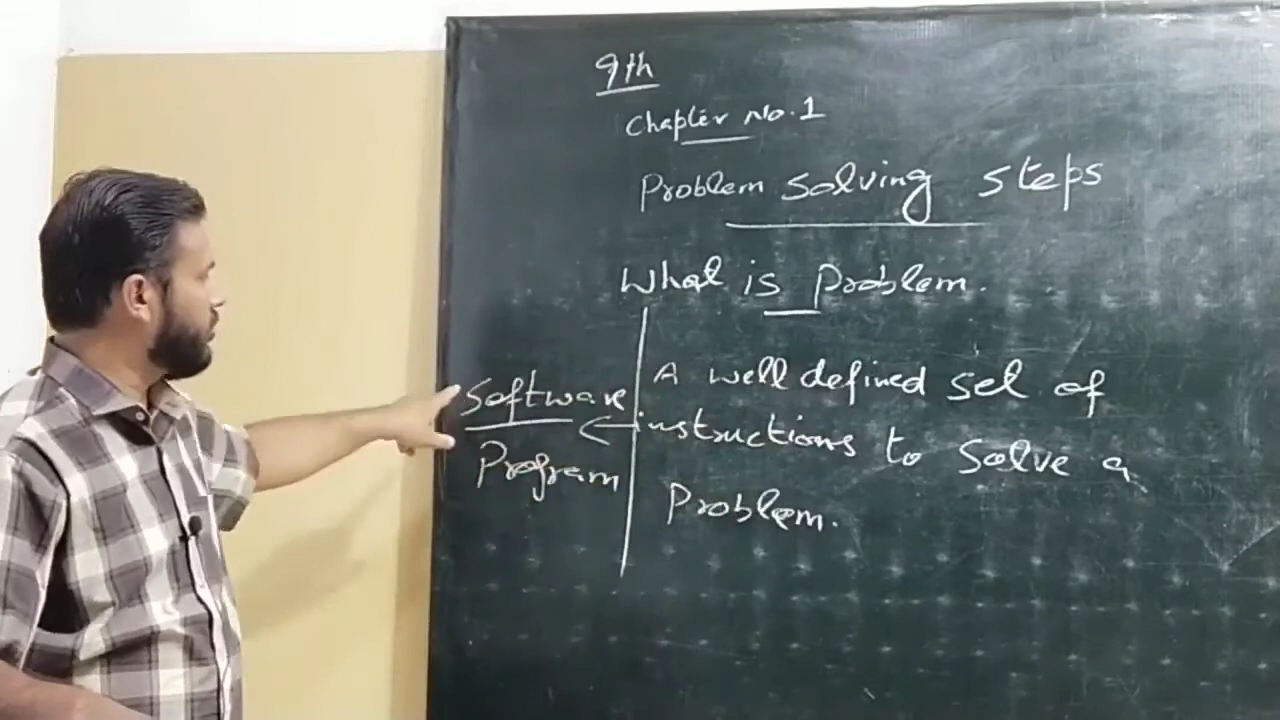 9th
Chapter No. 1
Problem Solving Steps
What is Problem.
Software
Program
A well defined set of
instructions to Solve a
Problem.